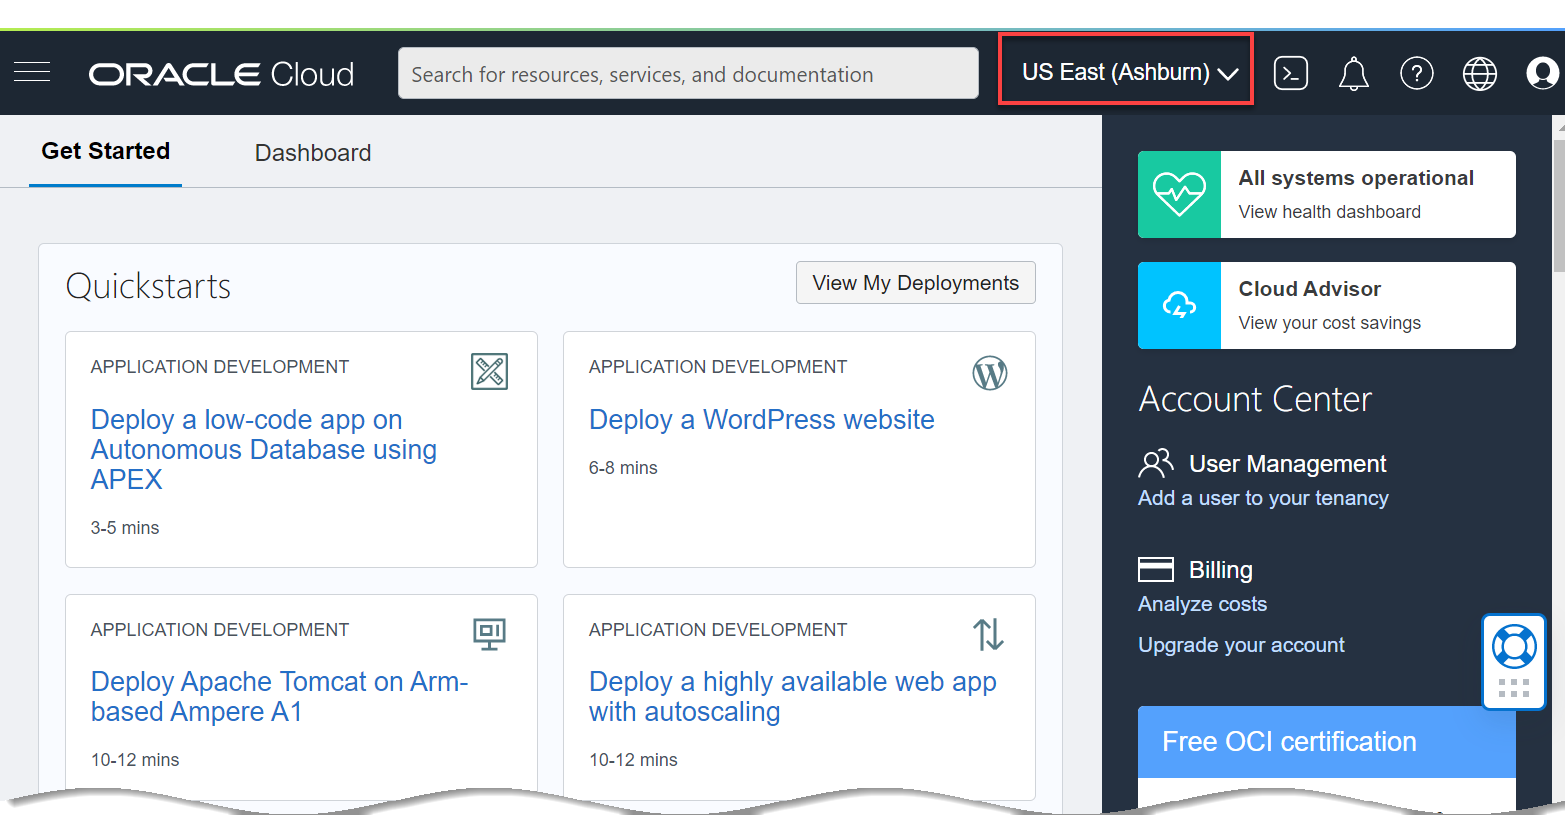 ORACLE Cloud
Search for resources, services, and documentation
US East (Ashburn)
Get Started
Dashboard
Quickstarts
View My Deployments
APPLICATION DEVELOPMENT
Deploy a low-code app on
Autonomous Database using
APEX
3-5 mins
APPLICATION DEVELOPMENT
Deploy a WordPress website
6-8 mins
APPLICATION DEVELOPMENT
Deploy Apache Tomcat on Arm-
based Ampere A1
10-12 mins
APPLICATION DEVELOPMENT
Deploy a highly available web app
with autoscaling
10-12 mins
All systems operational
View health dashboard
Cloud Advisor
View your cost savings
Account Center
User Management
Add a user to your tenancy
Billing
Analyze costs
Upgrade your account
Free OCI certification